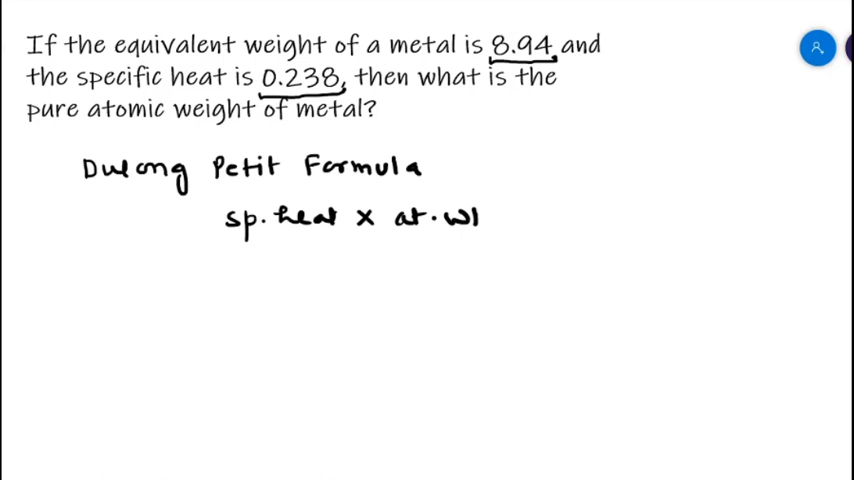 If the equivalent weight of a metal is 8.94 and
the specific heat is 0.238, then what is the
pure atomic weight of metal?
Dulong Petit Formula
sp. heat x at. wt